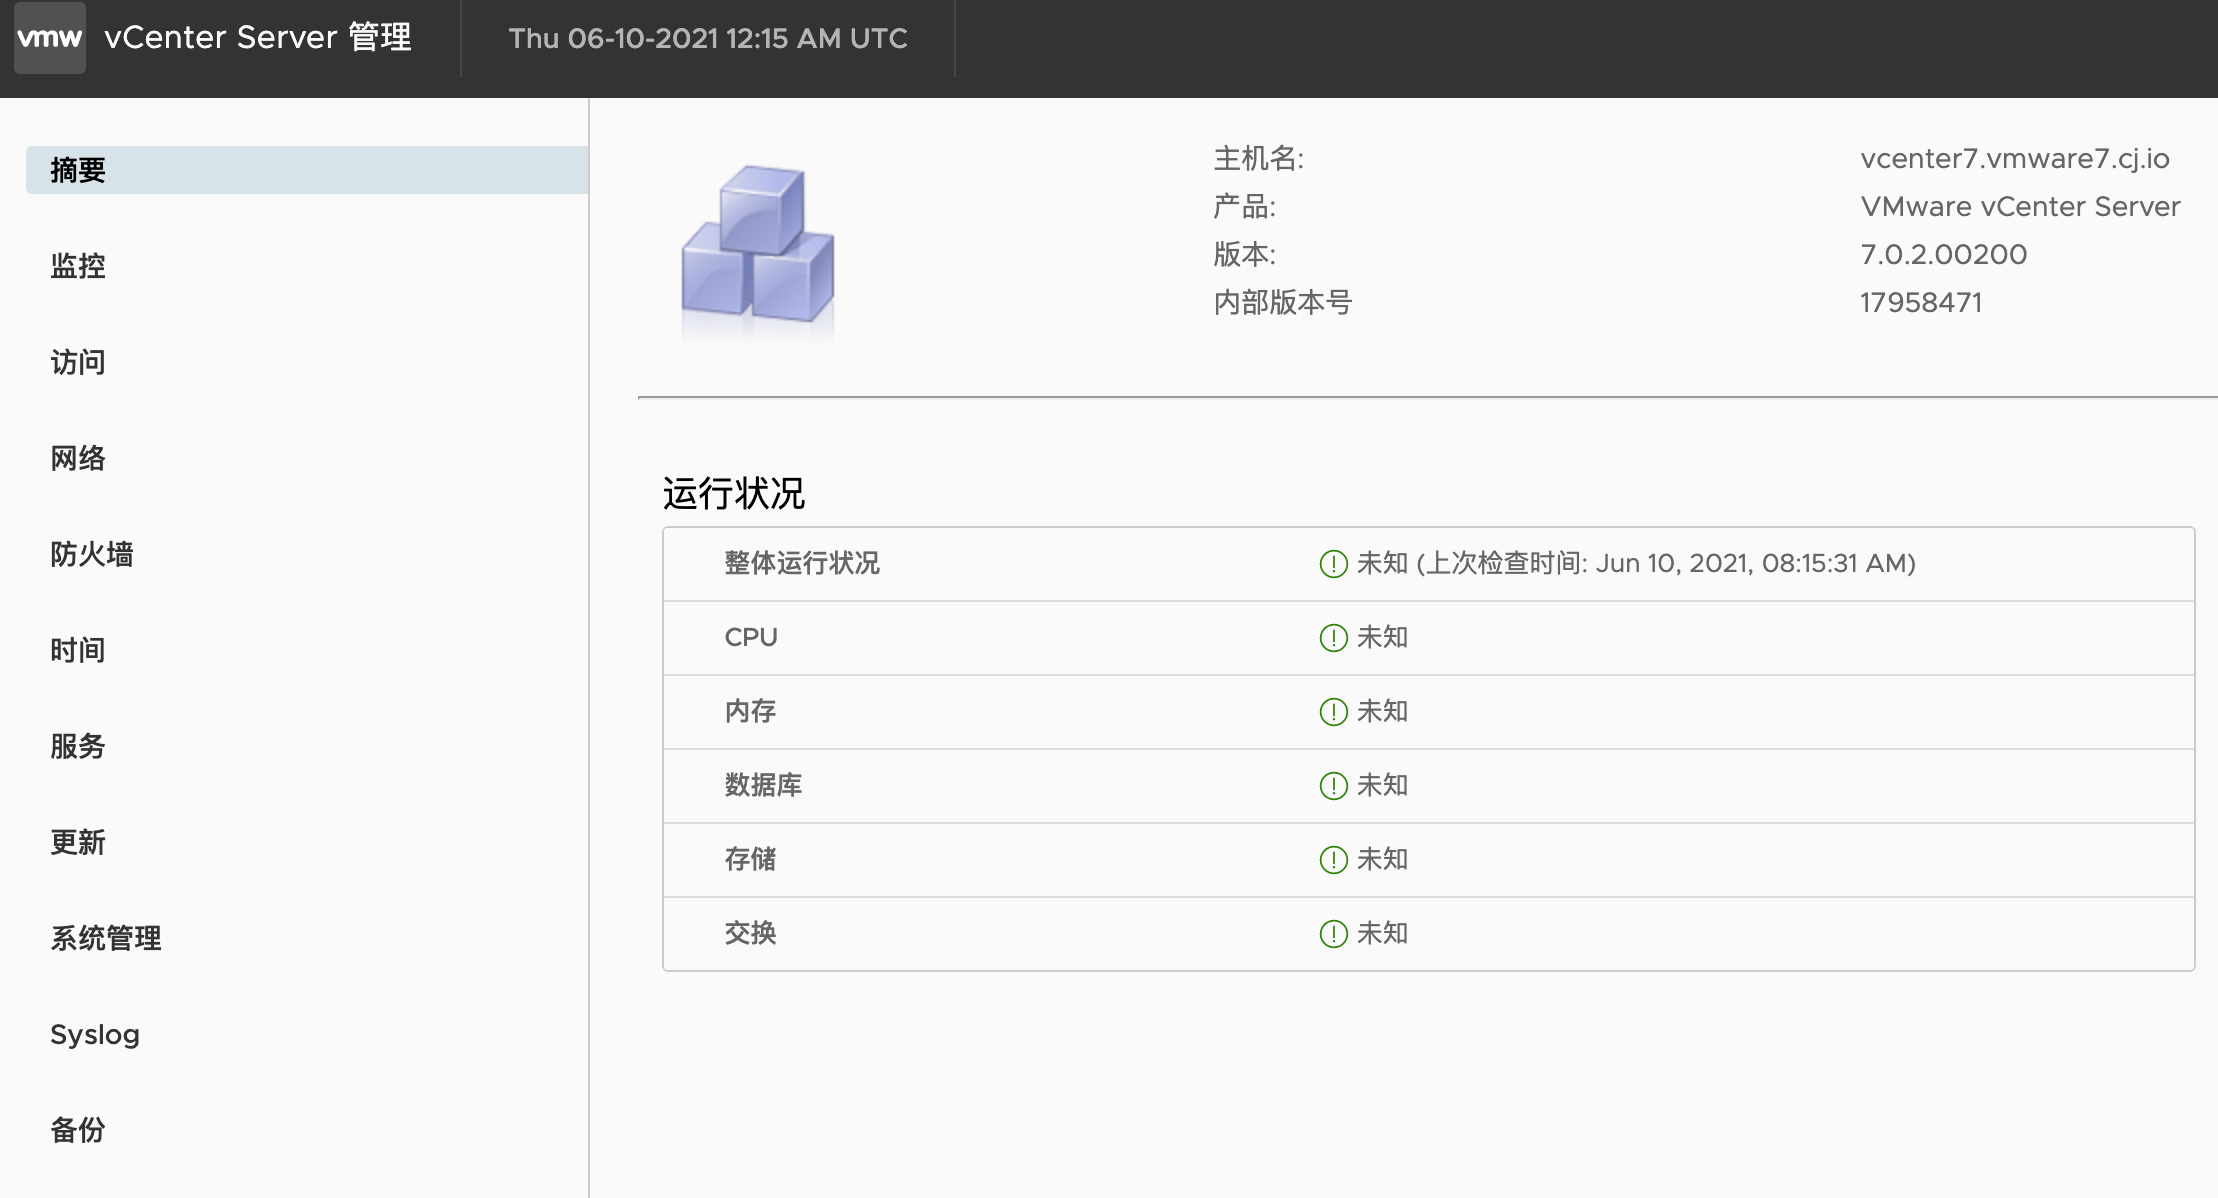 vmw vCenter Server 管理 Thu 06-10-2021 12:15 AM UTC
摘要
监控
访问
网络
防火墙
时间
服务
更新
系统管理
Syslog
备份
主机名: vcenter7.vmware7.cj.io
产品: VMware vCenter Server
版本: 7.0.2.00200
内部版本号 17958471
运行状况
整体运行状况 未知 (上次检查时间: Jun 10, 2021, 08:15:31 AM)
CPU 未知
内存 未知
数据库 未知
存储 未知
交换 未知